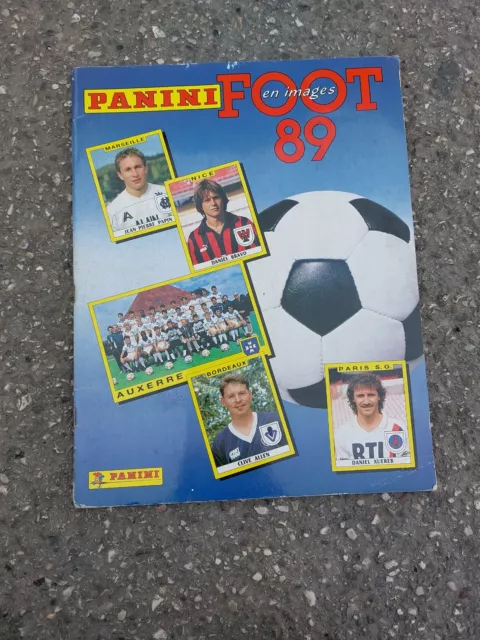 PANINI
FOOT
en images
89
MARSEILLE
JEAN PIERRE PAPIN
NICE
DANIEL BRAVO
AUXERRE
BORDEAUX
CLIVE ALLEN
PARIS S.G.
RTL
DANIEL XUEREB
PANINI